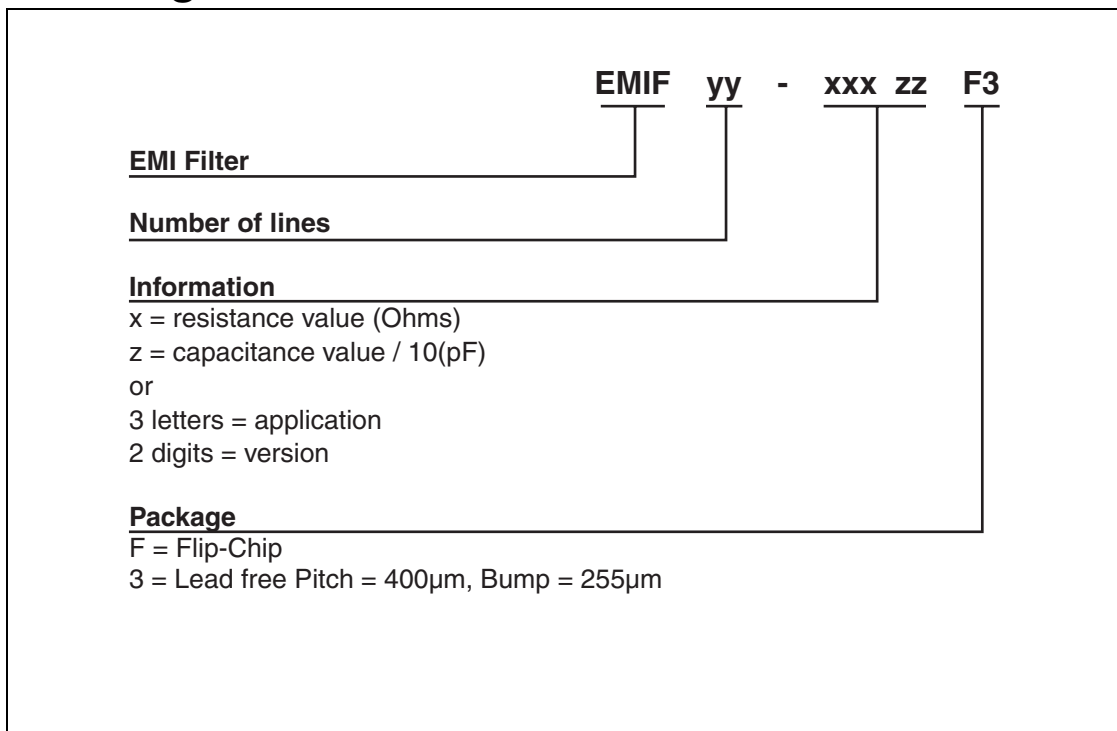 EMIF yy - xxx zz F3
EMI Filter
Number of lines
Information
x = resistance value (Ohms)
z = capacitance value / 10(pF)
or
3 letters = application
2 digits = version
Package
F = Flip-Chip
3 = Lead free Pitch = 400µm, Bump = 255µm